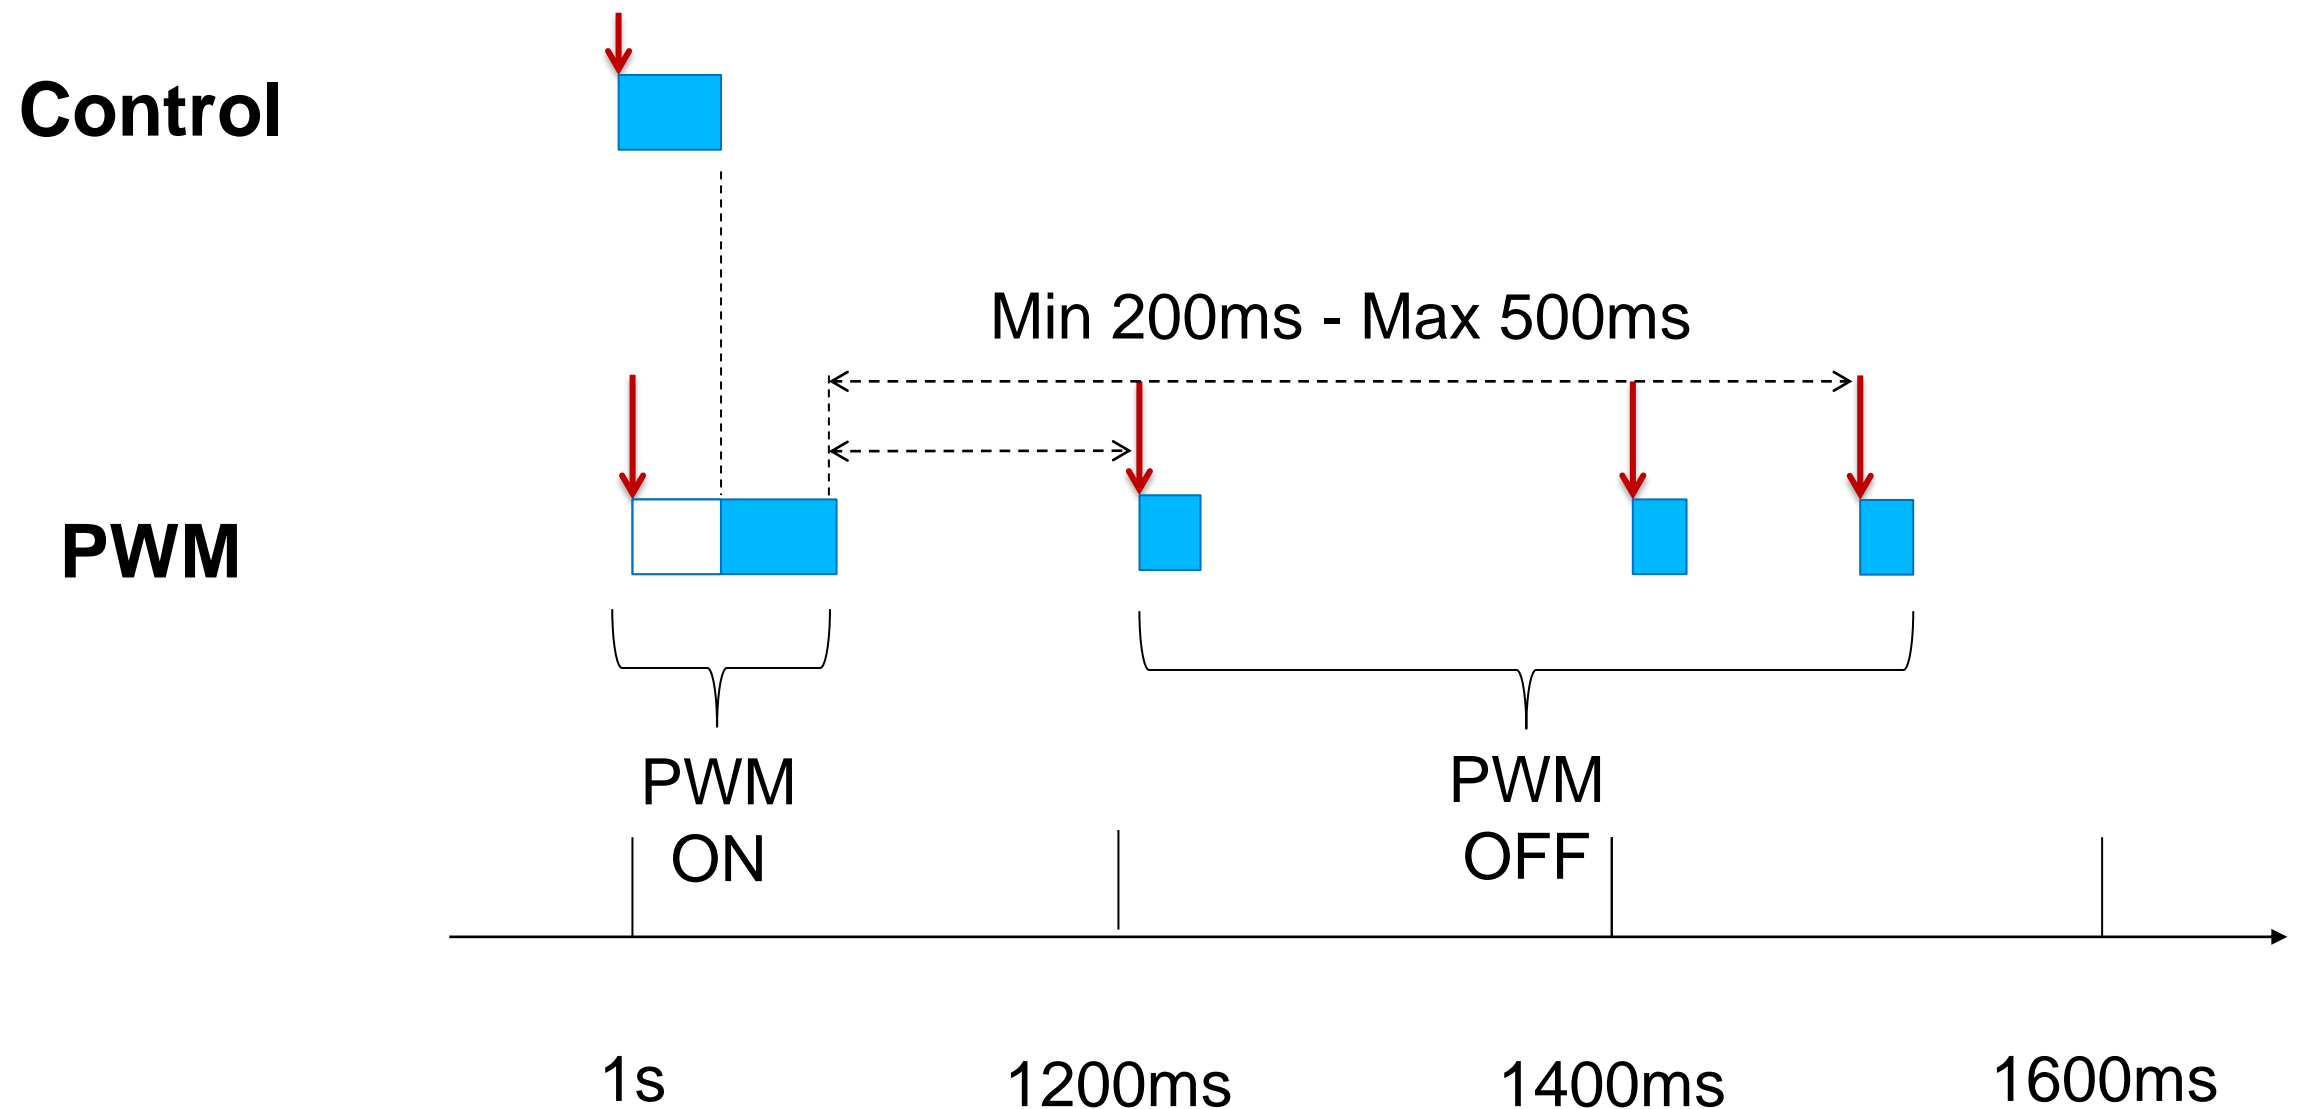 Control
Min 200ms - Max 500ms
PWM
PWM
ON
PWM
OFF
1s
1200ms
1400ms
1600ms